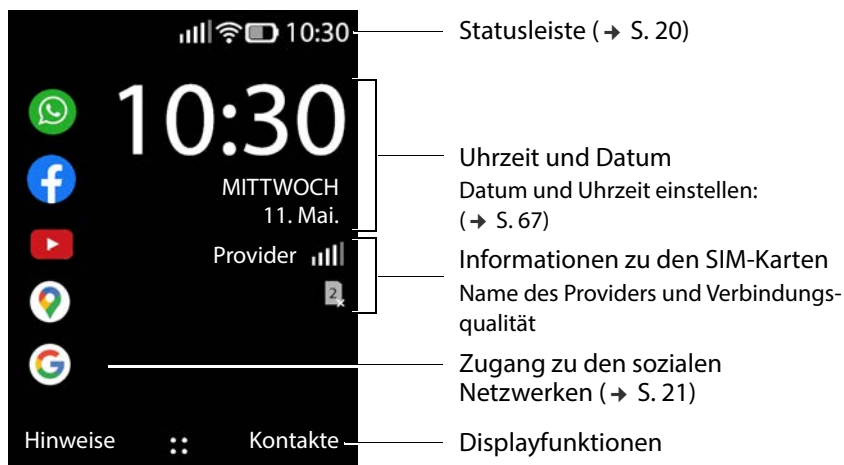 10:30
Statusleiste (➔ S. 20)
10:30
MITTWOCH
11. Mai.
Uhrzeit und Datum
Datum und Uhrzeit einstellen:
(➔ S. 67)
Provider
2
Informationen zu den SIM-Karten
Name des Providers und Verbindungs-
qualität
Zugang zu den sozialen
Netzwerken (➔ S. 21)
Hinweise
Kontakte
Displayfunktionen